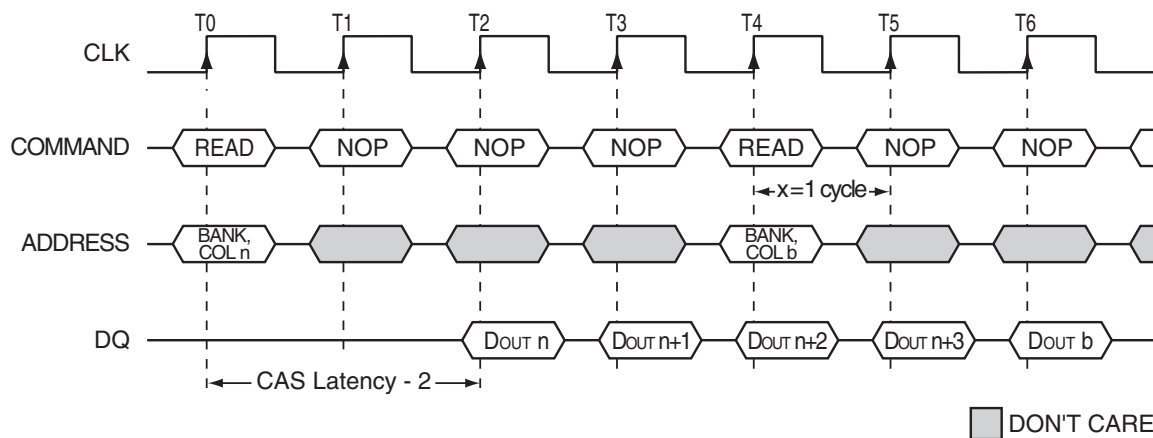 T0 T1 T2 T3 T4 T5 T6
CLK
COMMAND READ NOP NOP NOP READ NOP NOP
x=1 cycle
ADDRESS BANK, COL n BANK, COL b
DQ DOUT n DOUT n+1 DOUT n+2 DOUT n+3 DOUT b
CAS Latency - 2
DON'T CARE